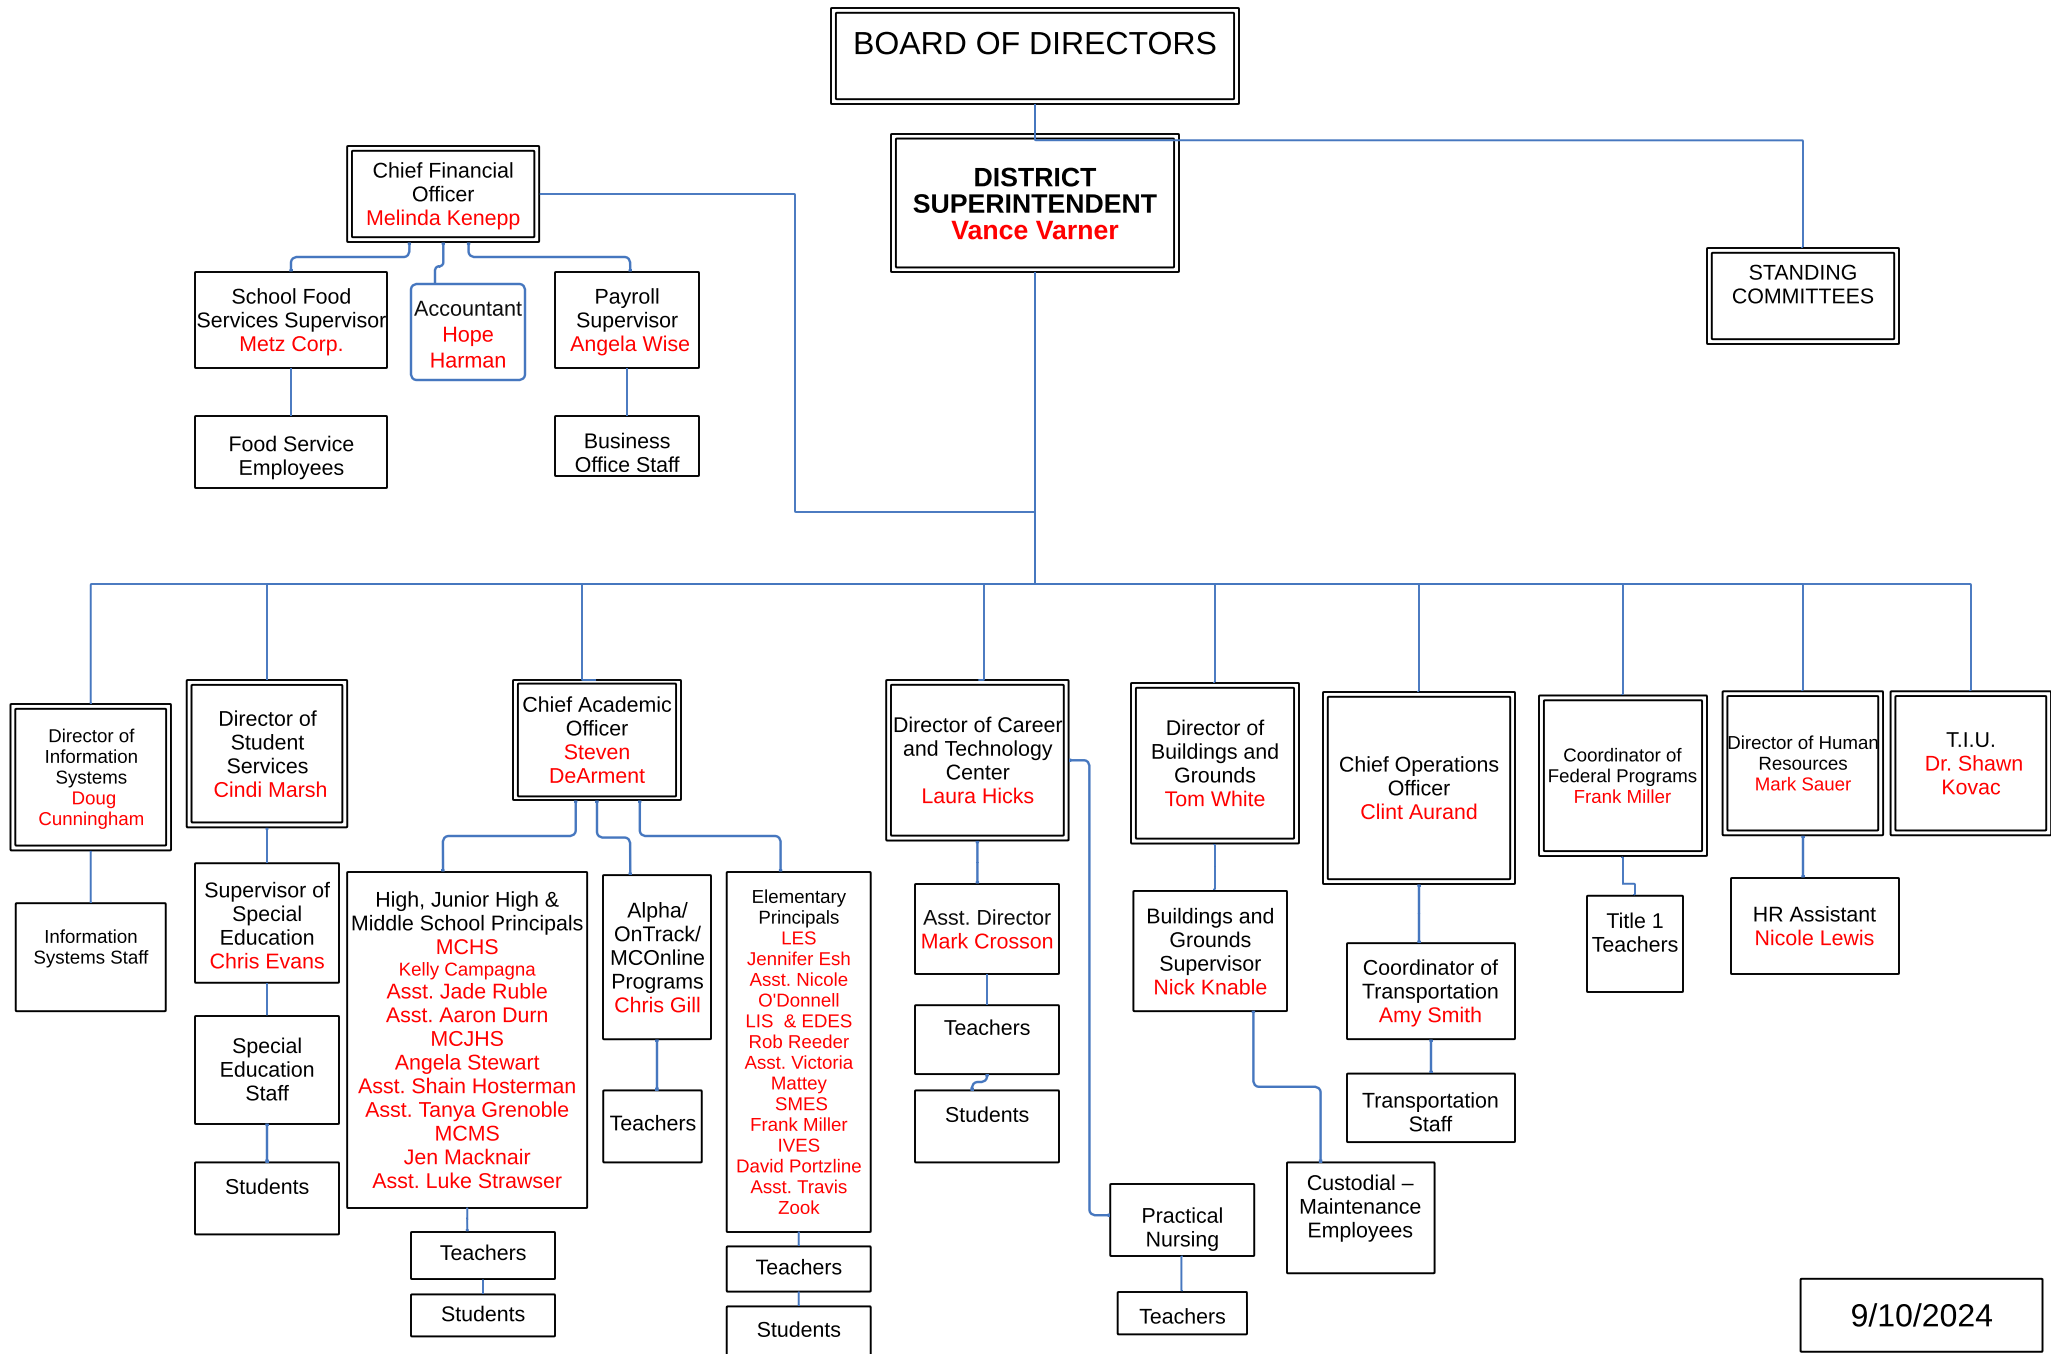 BOARD OF DIRECTORS
DISTRICT
SUPERINTENDENT
Vance Varner
Chief Financial
Officer
Melinda Kenepp
STANDING
COMMITTEES
School Food
Services Supervisor
Metz Corp.
Accountant
Hope
Harman
Payroll
Supervisor
Angela Wise
Food Service
Employees
Business
Office Staff
Director of
Information
Systems
Doug
Cunningham
Information
Systems Staff
Director of
Student
Services
Cindi Marsh
Supervisor of
Special
Education
Chris Evans
Special
Education
Staff
Students
Chief Academic
Officer
Steven
DeArment
High, Junior High &
Middle School Principals
MCHS
Kelly Campagna
Asst. Jade Ruble
Asst. Aaron Durn
MCJHS
Angela Stewart
Asst. Shain Hosterman
Asst. Tanya Grenoble
MCMS
Jen Macknair
Asst. Luke Strawser
Teachers
Students
Alpha/
OnTrack/
MCOnline
Programs
Chris Gill
Teachers
Elementary
Principals
LES
Jennifer Esh
Asst. Nicole
O'Donnell
LIS  & EDES
Rob Reeder
Asst. Victoria
Mattey
SMES
Frank Miller
IVES
David Portzline
Asst. Travis
Zook
Teachers
Students
Director of Career
and Technology
Center
Laura Hicks
Asst. Director
Mark Crosson
Teachers
Students
Practical
Nursing
Teachers
Director of
Buildings and
Grounds
Tom White
Buildings and
Grounds
Supervisor
Nick Knable
Custodial –
Maintenance
Employees
Chief Operations
Officer
Clint Aurand
Coordinator of
Transportation
Amy Smith
Transportation
Staff
Coordinator of
Federal Programs
Frank Miller
Title 1
Teachers
Director of Human
Resources
Mark Sauer
HR Assistant
Nicole Lewis
T.I.U.
Dr. Shawn
Kovac
9/10/2024